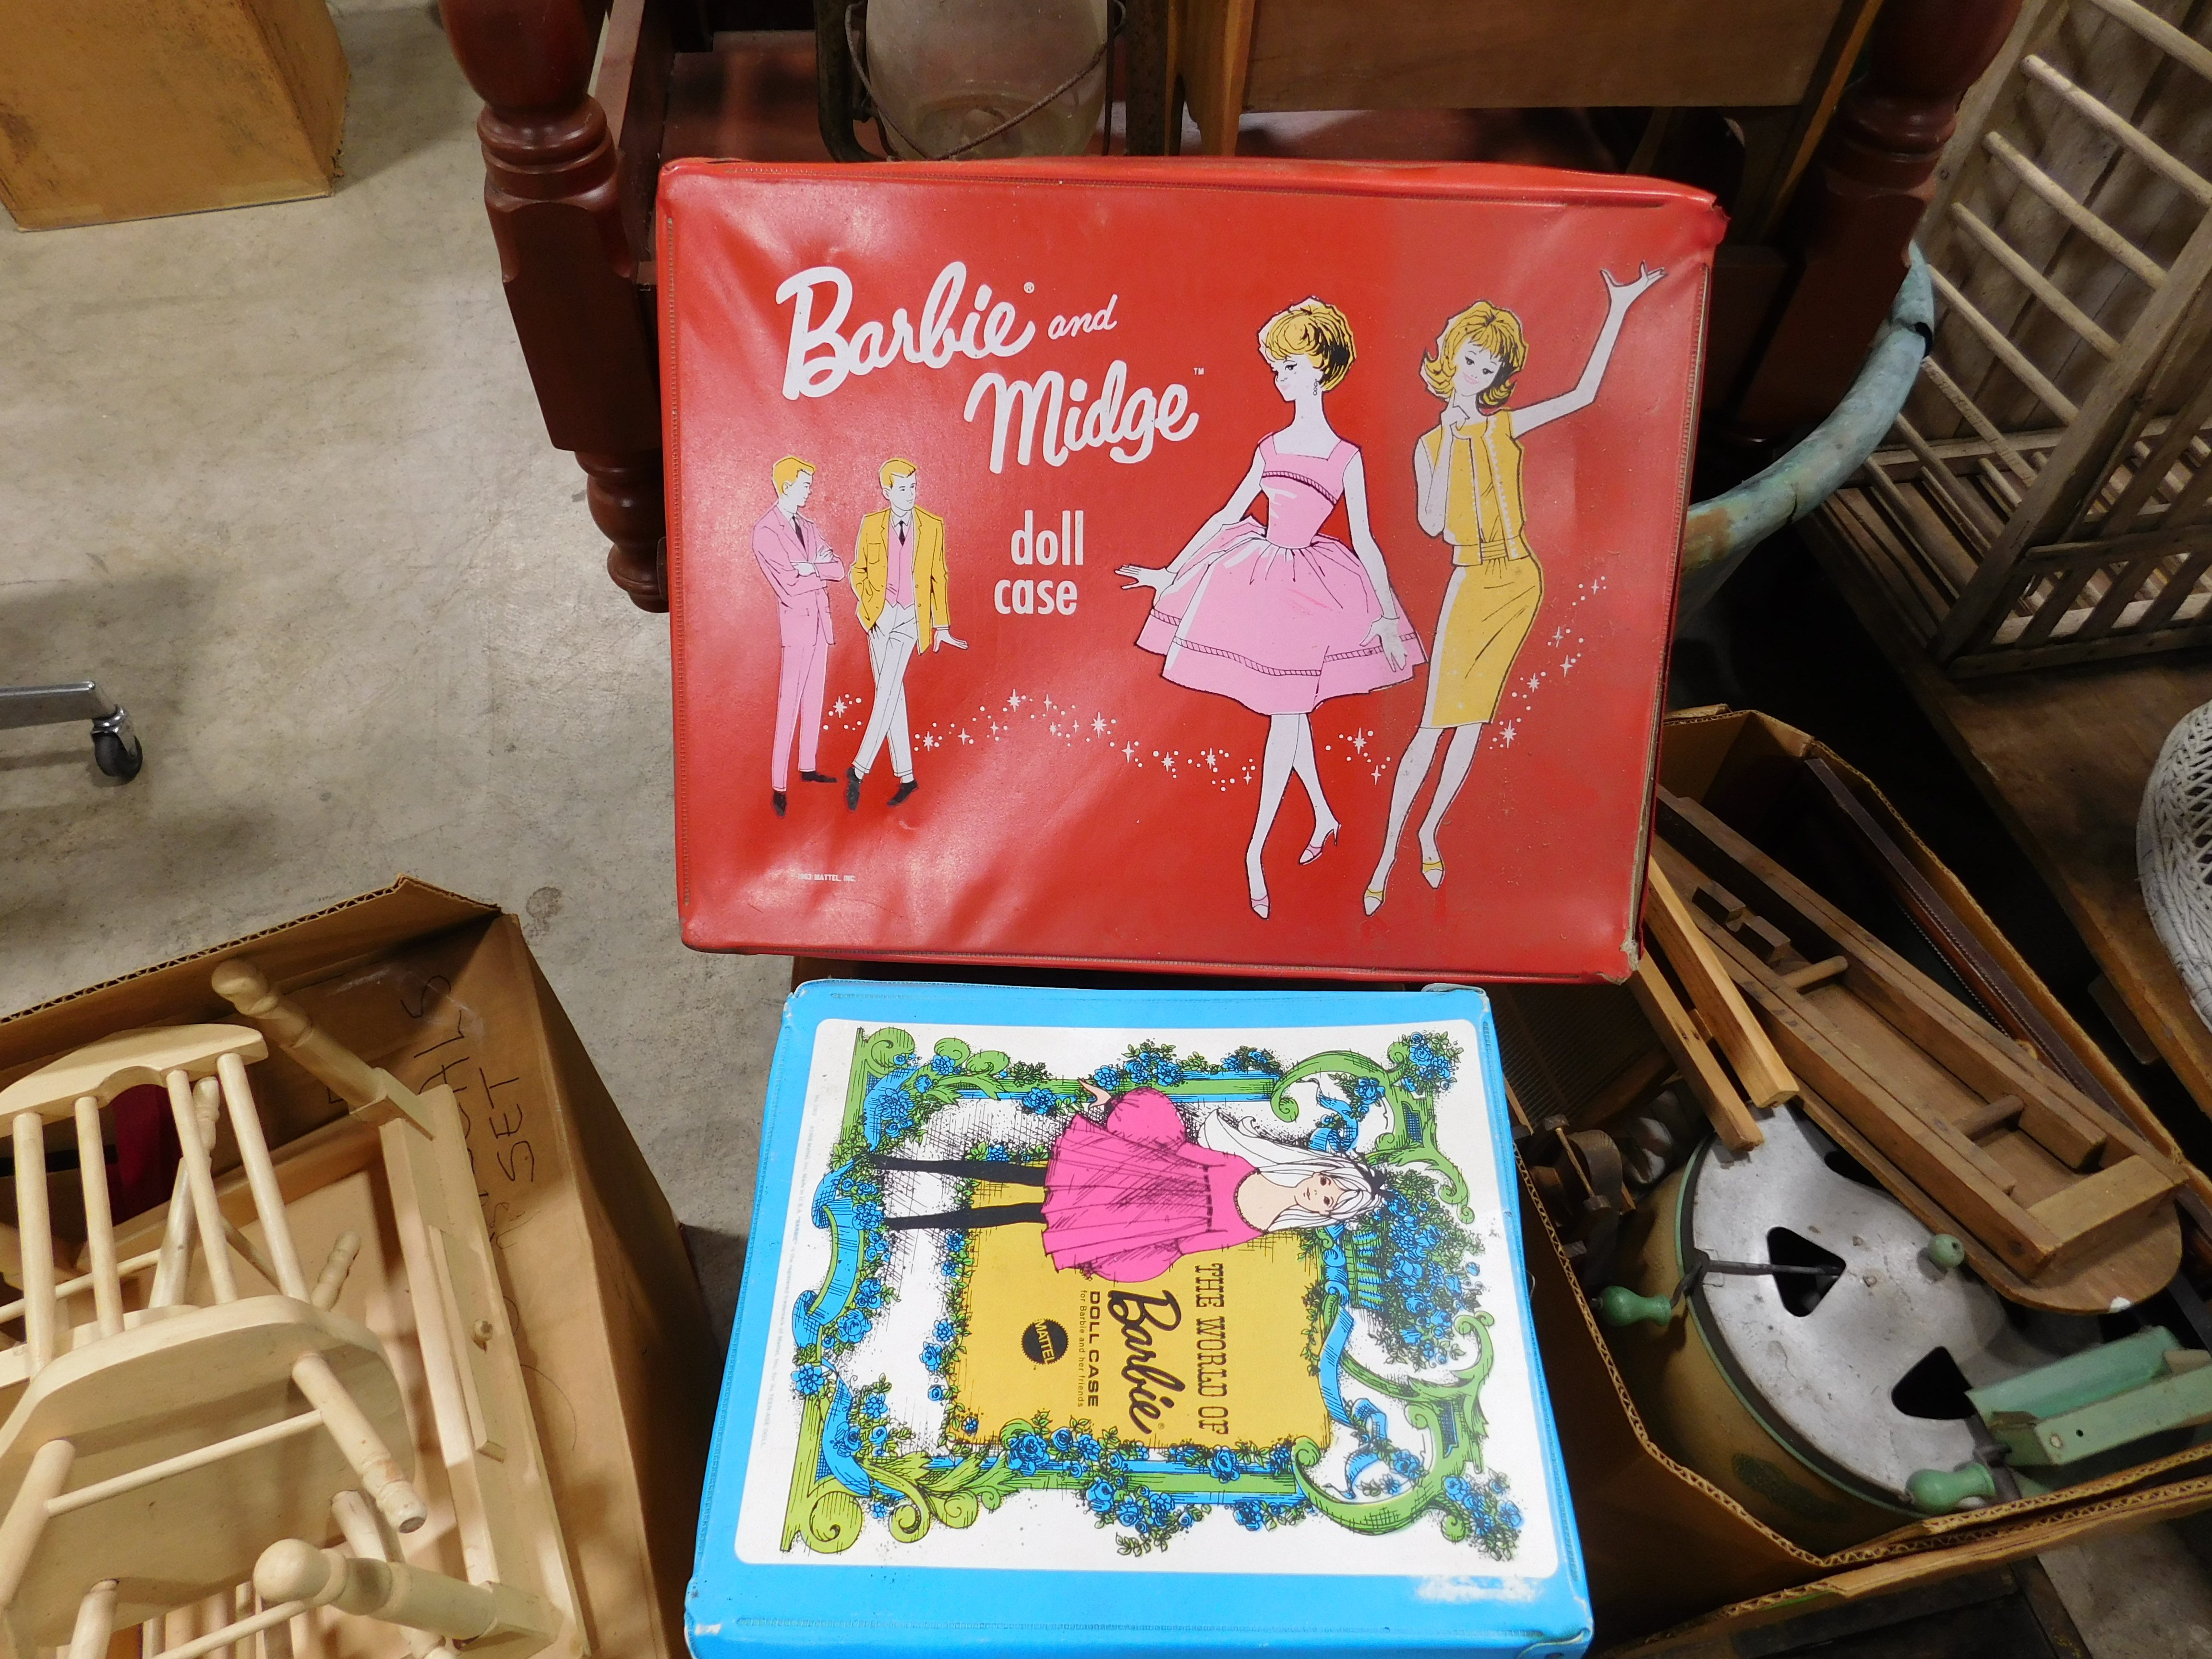 Barbie® and
Midge™
doll
case
MATTEL, INC.
THE WORLD OF
Barbie®
DOLL CASE
for Barbie and her friends
MATTEL
SET